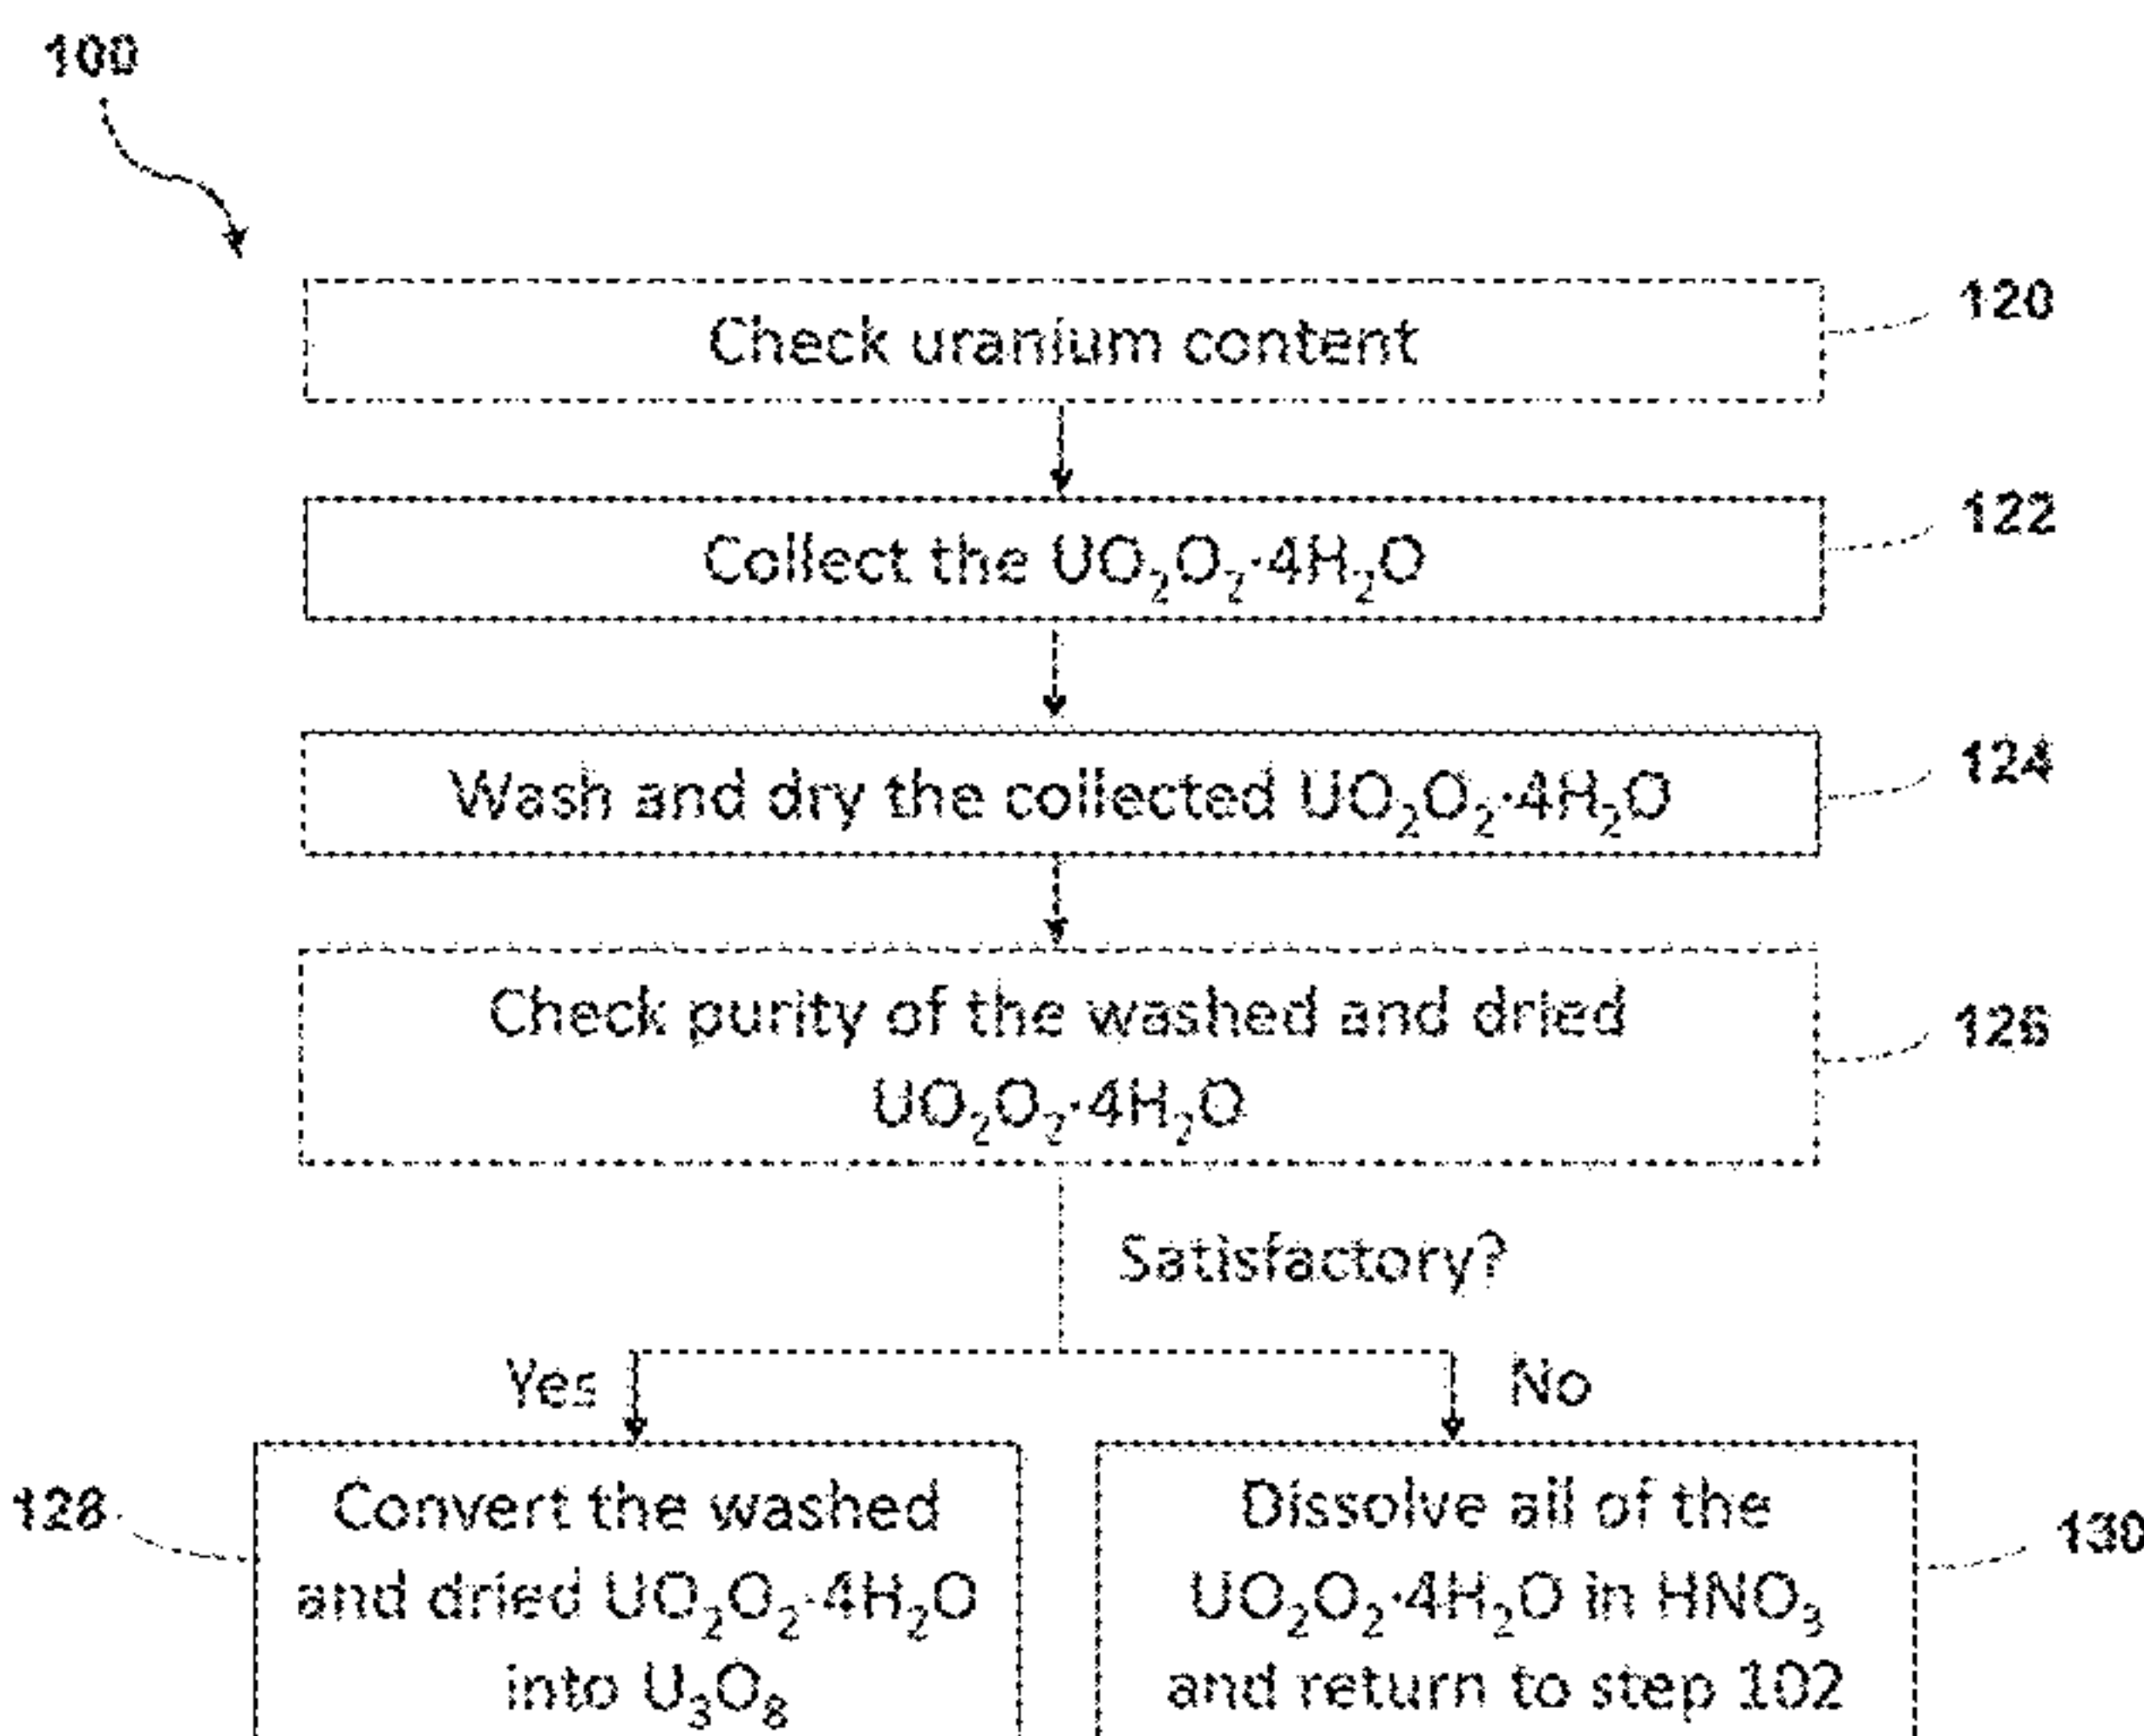 100
Check uranium content
120
Collect the UO₂O₂·4H₂O
122
Wash and dry the collected UO₂O₂·4H₂O
124
Check purity of the washed and dried
UO₂O₂·4H₂O
126
Satisfactory?
Yes
No
128
Convert the washed
and dried UO₂O₂·4H₂O
into U₃O₈
Dissolve all of the
UO₂O₂·4H₂O in HNO₃
and return to step 102
130